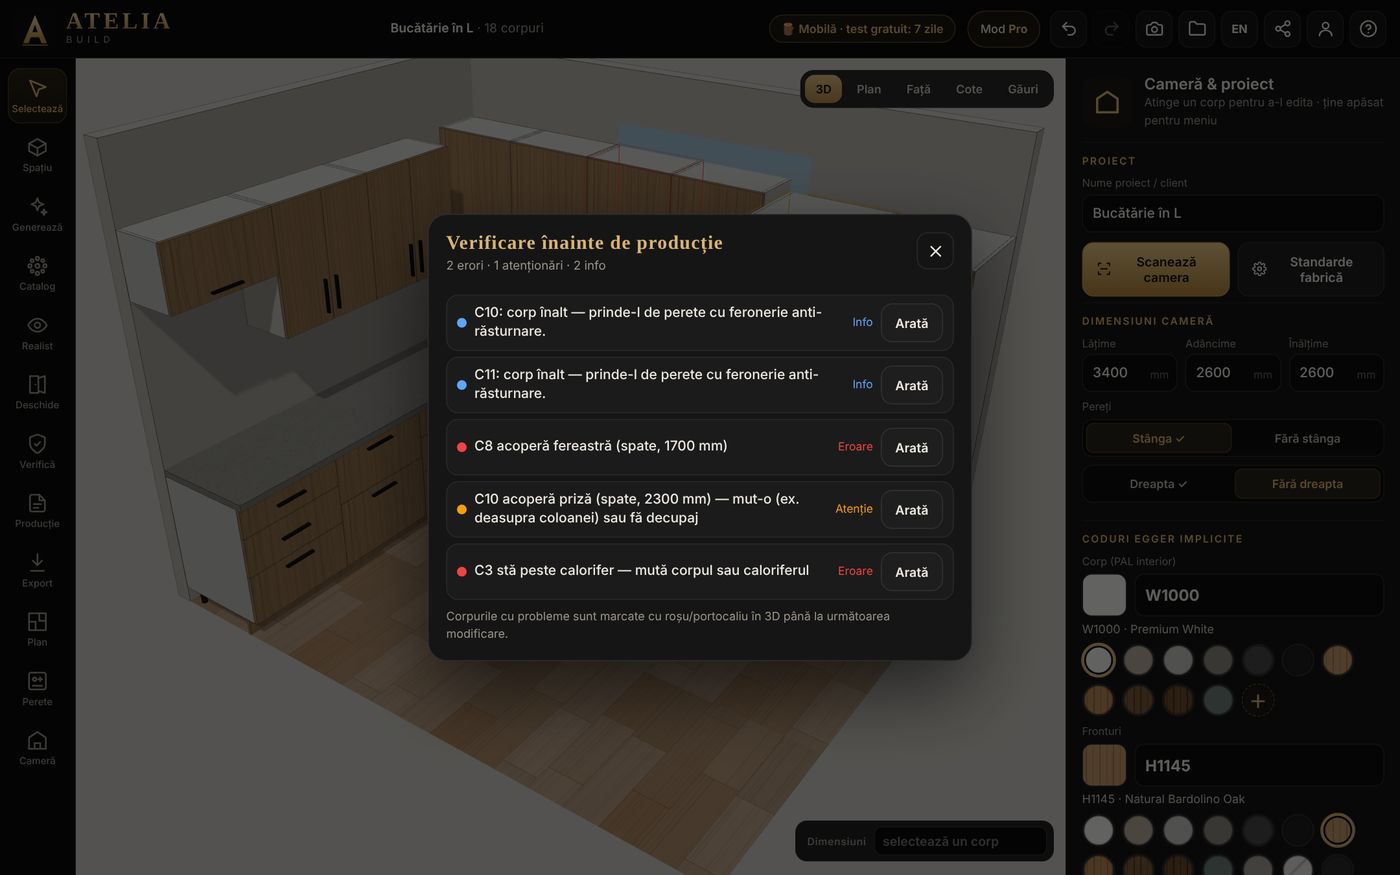 ATELIA
BUILD
Bucătărie în L · 18 corpuri
Mobilă · test gratuit: 7 zile
Mod Pro
EN
Selectează
Spațiu
Generează
Catalog
Realist
Deschide
Verifică
Producție
Export
Plan
Perete
Cameră
3D
Plan
Față
Cote
Găuri
Verificare înainte de producție
2 erori · 1 atenționări · 2 info
C10: corp înalt — prinde-l de perete cu feronerie anti-
răsturnare.
Info
Arată
C11: corp înalt — prinde-l de perete cu feronerie anti-
răsturnare.
Info
Arată
C8 acoperă fereastră (spate, 1700 mm)
Eroare
Arată
C10 acoperă priză (spate, 2300 mm) — mut-o (ex.
deasupra coloanei) sau fă decupaj
Atenție
Arată
C3 stă peste calorifer — mută corpul sau caloriferul
Eroare
Arată
Corpurile cu probleme sunt marcate cu roșu/portocaliu în 3D până la următoarea
modificare.
Dimensiuni
selectează un corp
Cameră & proiect
Atinge un corp pentru a-l edita · ține apăsat
pentru meniu
PROIECT
Nume proiect / client
Bucătărie în L
Scanează
camera
Standarde
fabrică
DIMENSIUNI CAMERĂ
Lățime
Adâncime
Înălțime
3400 mm
2600 mm
2600 mm
Pereți
Stânga ✓
Fără stânga
Dreapta ✓
Fără dreapta
CODURI EGGER IMPLICITE
Corp (PAL interior)
W1000
W1000 · Premium White
Fronturi
H1145
H1145 · Natural Bardolino Oak